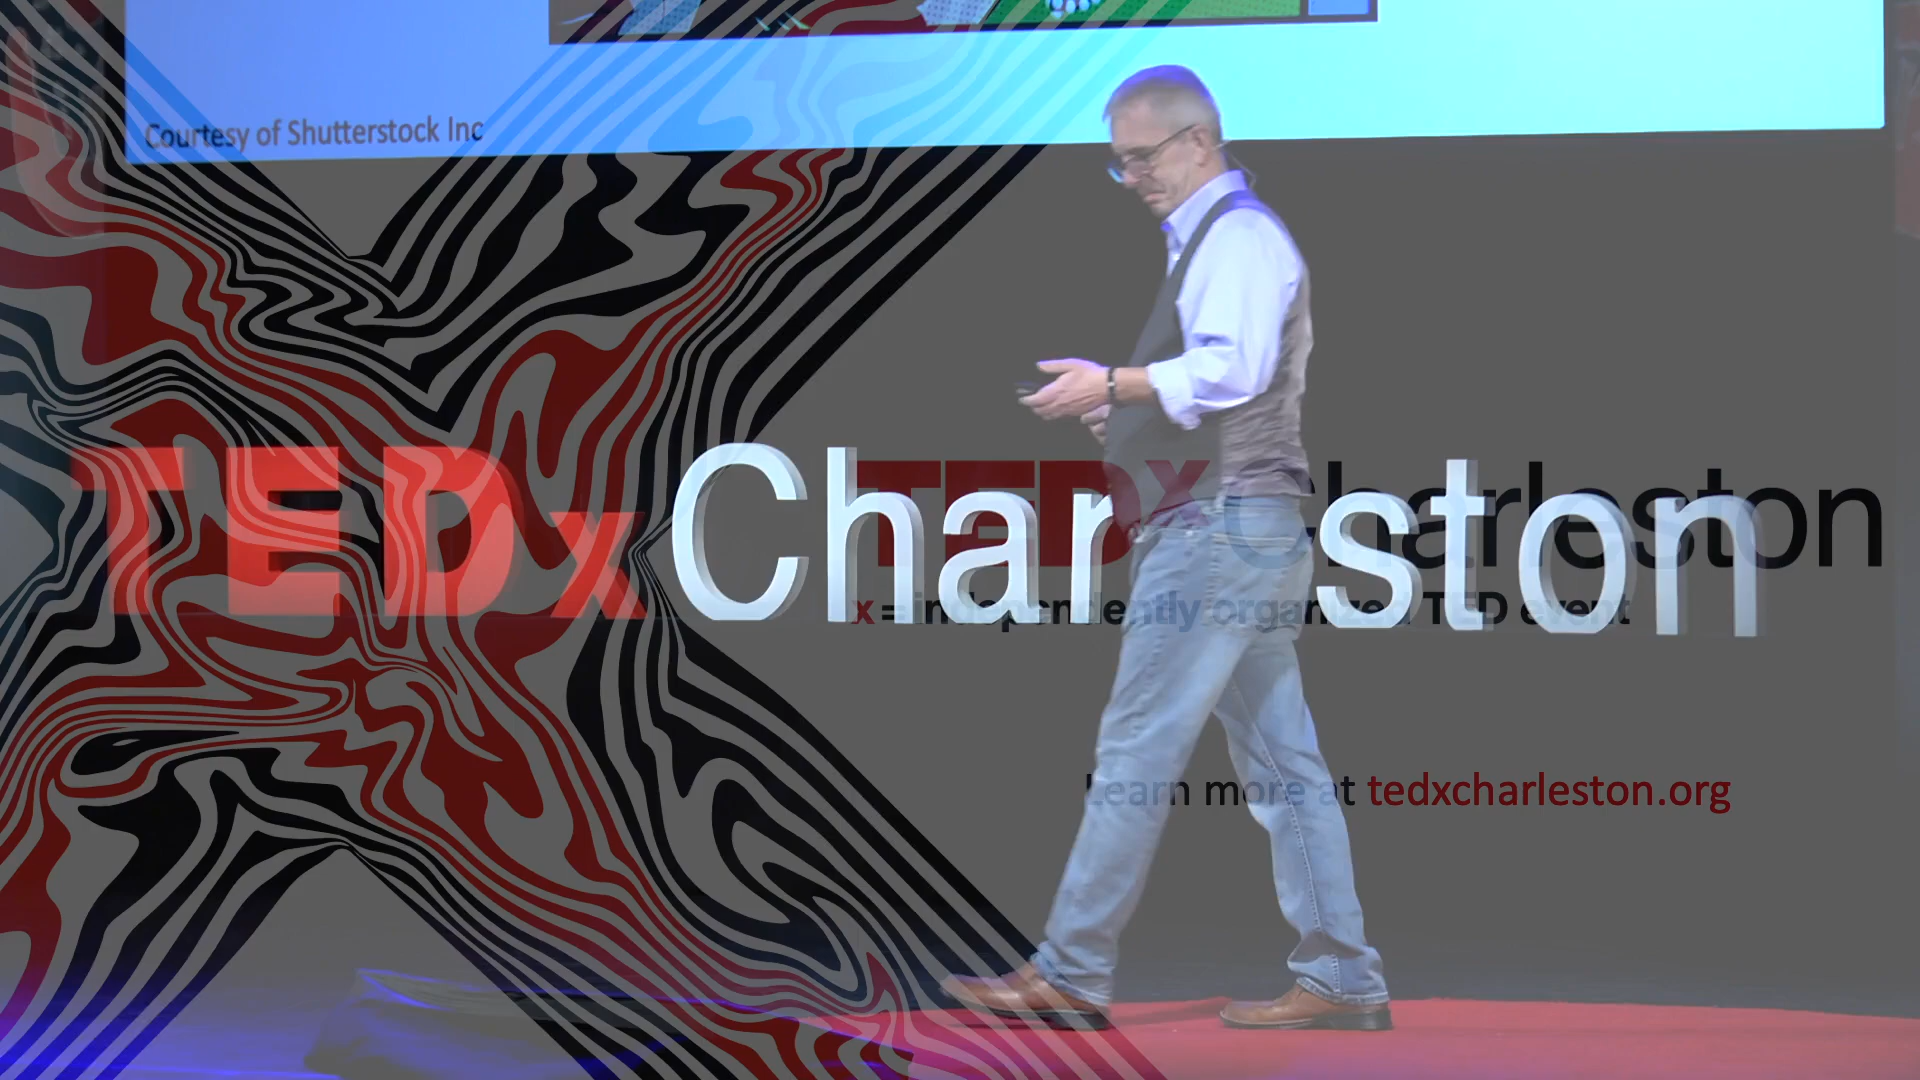 Courtesy of Shutterstock Inc
TEDxCharleston
TEDxCharleston
x = independently organized TED event
Learn more at tedxcharleston.org